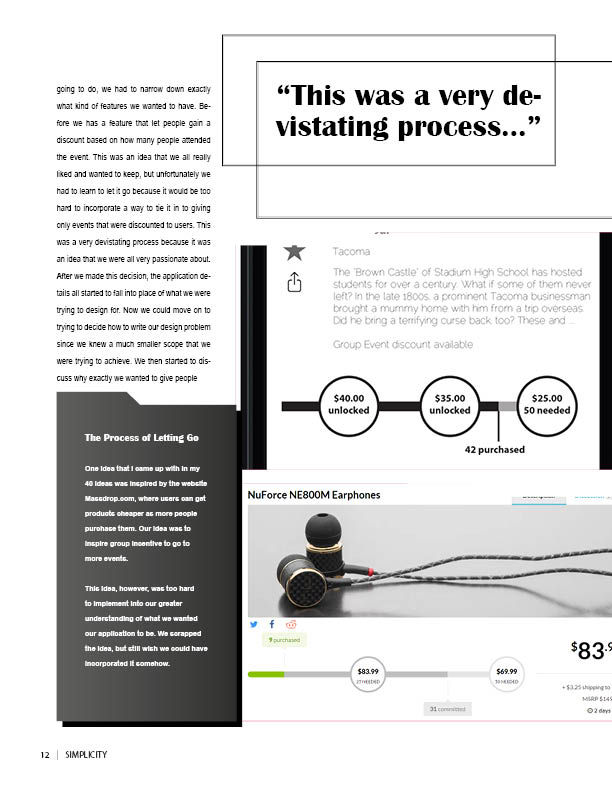 going to do, we had to narrow down exactly
what kind of features we wanted to have. Be-
fore we has a feature that let people gain a
discount based on how many people attended
the event. This was an idea that we all really
liked and wanted to keep, but unfortunately we
had to learn to let it go because it would be too
hard to incorporate a way to tie it in to giving
only events that were discounted to users. This
was a very devistating process because it was
an idea that we all were all very passionate about.
After we made this decision, the application de-
tails all started to fall into place of what we were
trying to design for. Now we could move on to
trying to decide how to write our design problem
since we knew a much smaller scope that we
were trying to achieve. We then started to dis-
cuss why exactly we wanted to give people
“This was a very de-
vistating process...”
Tacoma
The 'Brown Castle' of Stadium High School has hosted
students for over a century. What if some of them never
left? In the late 1800s, a prominent Tacoma businessman
brought a mummy home with him from a trip overseas.
Did he bring a terrifying curse back too? These and ...
Group Event discount available
$40.00
unlocked
$35.00
unlocked
$25.00
50 needed
42 purchased
The Process of Letting Go
One idea that I came up with in my
40 ideas was inspired by the website
Massdrop.com, where users can get
products cheaper as more people
purchase them. Our idea was to
inspire group incentive to go to
more events.
This idea, however, was too hard
to implement into our greater
understanding of what we wanted
our application to be. We scrapped
the idea, but still wish we could have
incorporated it somehow.
NuForce NE800M Earphones
9 purchased
$83.99
27 NEEDED
$69.99
50 NEEDED
31 committed
$83.9
+ $3.25 shipping to
MSRP $149
2 days
12 | SIMPLICITY